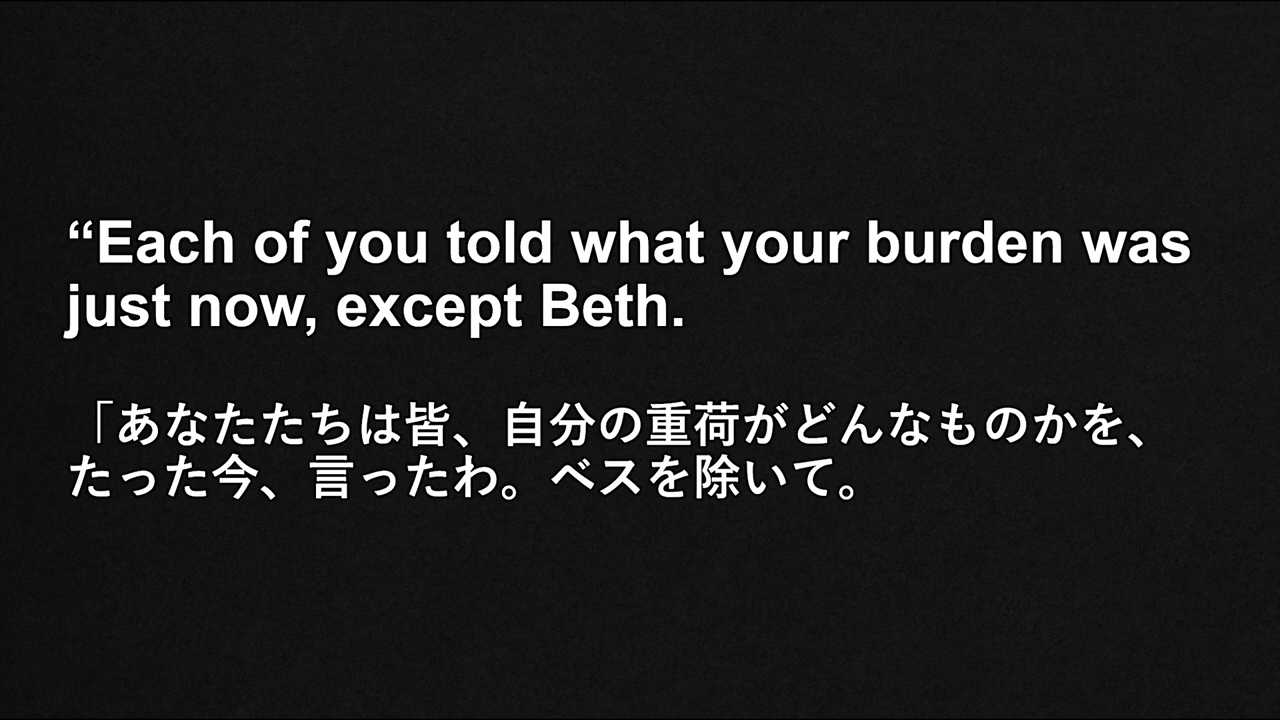 “Each of you told what your burden was
just now, except Beth.
「あなたたちは皆、自分の重荷がどんなものかを、
たった今、言ったわ。ベスを除いて。